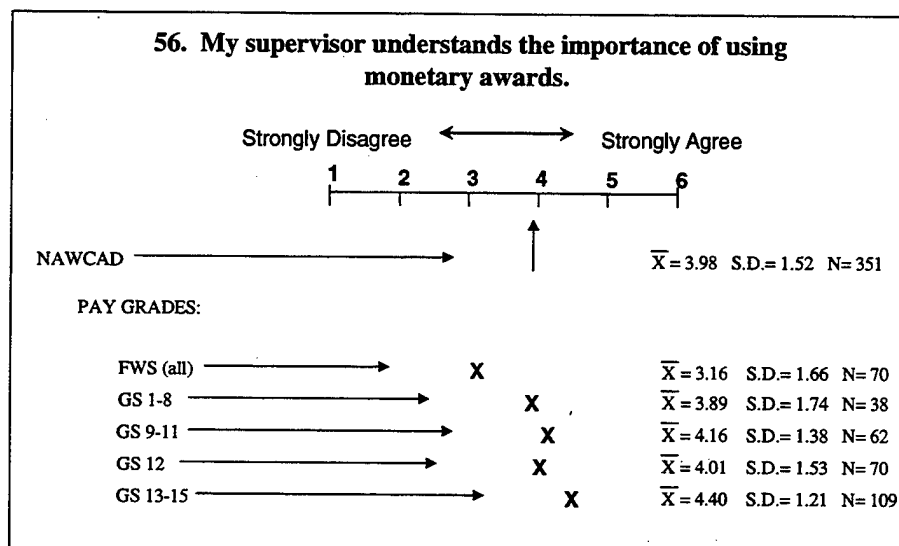 56. My supervisor understands the importance of using
monetary awards.
Strongly Disagree Strongly Agree
1 2 3 4 5 6
NAWCAD X̅ = 3.98 S.D.= 1.52 N= 351
PAY GRADES:
FWS (all) X X̅ = 3.16 S.D.= 1.66 N= 70
GS 1-8 X X̅ = 3.89 S.D.= 1.74 N= 38
GS 9-11 X X̅ = 4.16 S.D.= 1.38 N= 62
GS 12 X X̅ = 4.01 S.D.= 1.53 N= 70
GS 13-15 X X̅ = 4.40 S.D.= 1.21 N= 109